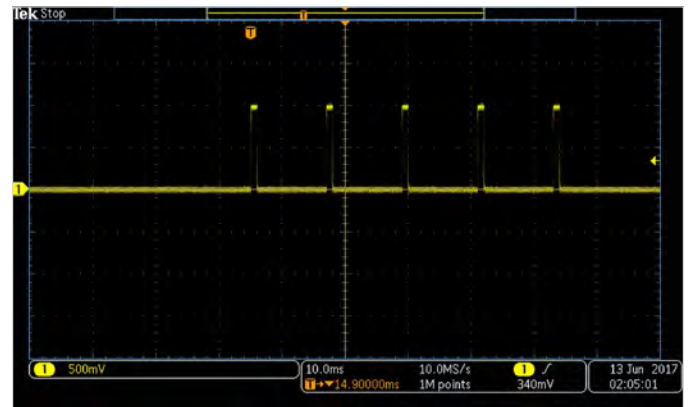 Tek Stop
T
T
1
1 500mV
10.0ms 10.0MS/s 1 /
T→▼14.90000ms 1M points 340mV
13 Jun 2017
02:05:01